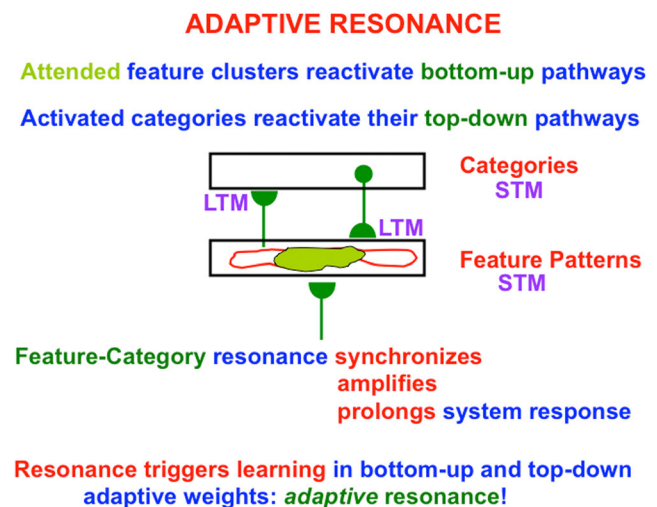 ADAPTIVE RESONANCE
Attended feature clusters reactivate bottom-up pathways
Activated categories reactivate their top-down pathways
Categories
STM
LTM
LTM
Feature Patterns
STM
Feature-Category resonance synchronizes
amplifies
prolongs system response
Resonance triggers learning in bottom-up and top-down
adaptive weights: adaptive resonance!